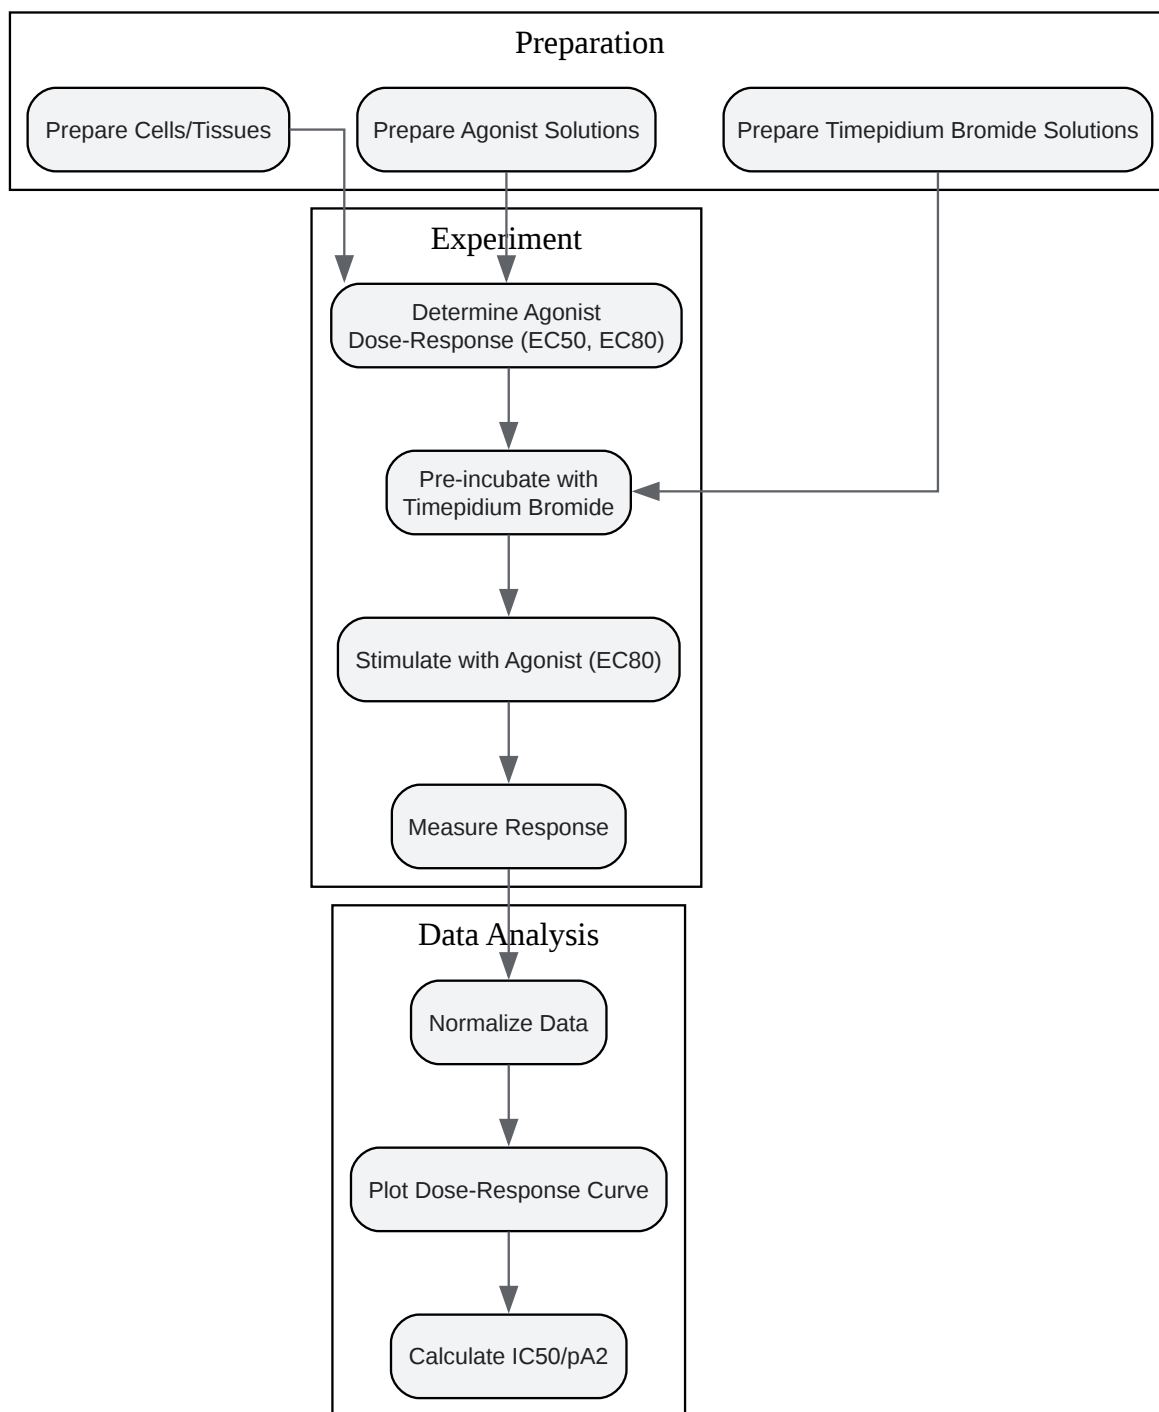 Preparation
Prepare Cells/Tissues
Prepare Agonist Solutions
Prepare Timepidium Bromide Solutions
Experiment
Determine Agonist
Dose-Response (EC50, EC80)
Pre-incubate with
Timepidium Bromide
Stimulate with Agonist (EC80)
Measure Response
Data Analysis
Normalize Data
Plot Dose-Response Curve
Calculate IC50/pA2